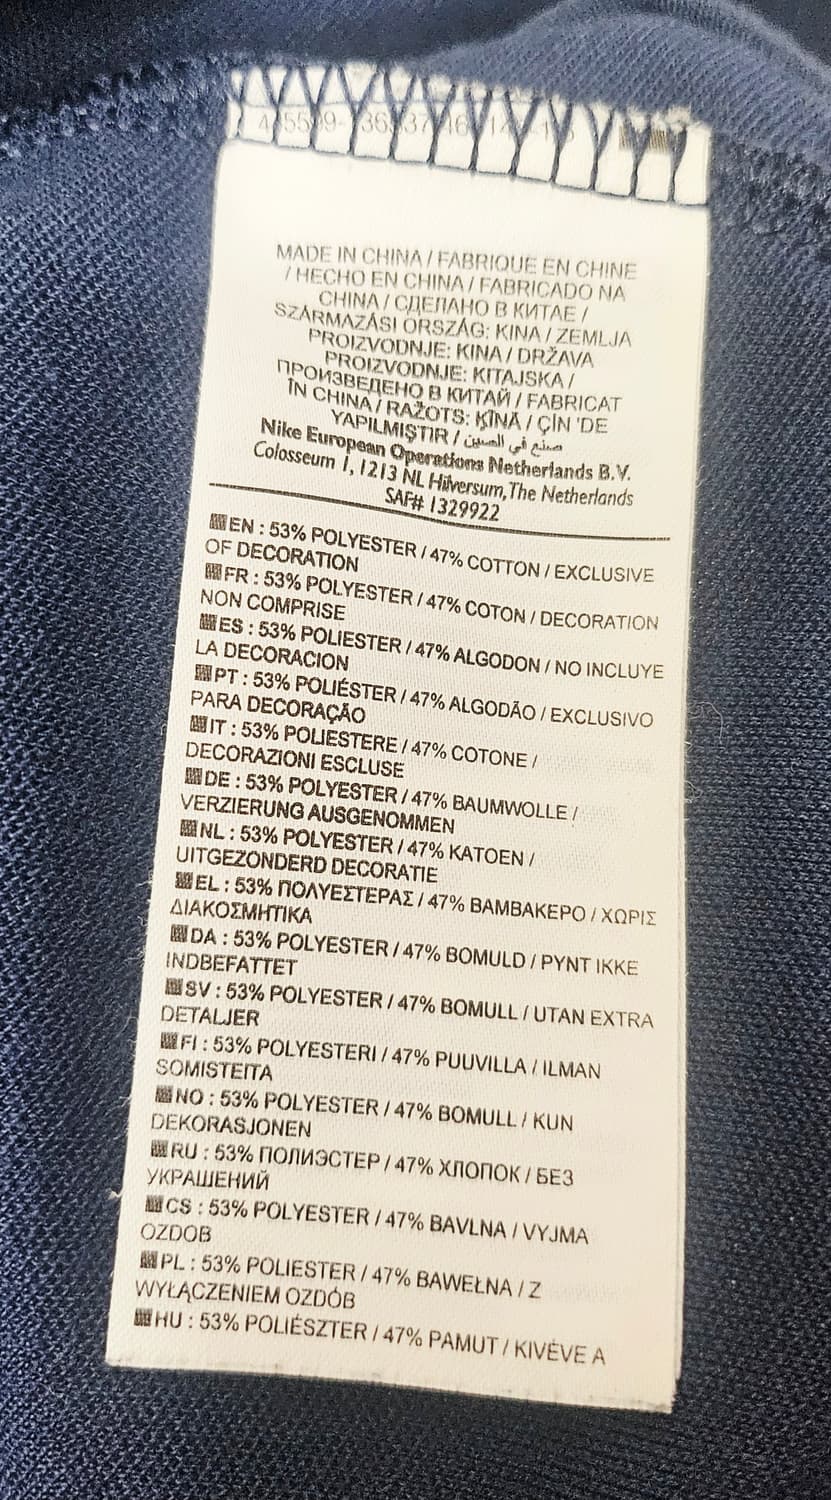 MADE IN CHINA / FABRIQUE EN CHINE
/ HECHO EN CHINA / FABRICADO NA
CHINA / СДЕЛАНО В КИТАЕ /
SZÁRMAZÁSI ORSZÁG: KINA / ZEMLJA
PROIZVODNJE: KINA / DRŽAVA
PROIZVODNJE: KITAJSKA /
ПРОИЗВЕДЕНО В КИТАЙ / FABRICAT
ÎN CHINA / RAŽOTS: ĶĪNĀ / ÇİN 'DE
YAPILMIŞTIR / صنع في الصين
Nike European Operations Netherlands B.V.
Colosseum 1, 1213 NL Hilversum, The Netherlands
SAF# 1329922
EN : 53% POLYESTER / 47% COTTON / EXCLUSIVE
OF DECORATION
FR : 53% POLYESTER / 47% COTON / DECORATION
NON COMPRISE
ES : 53% POLIESTER / 47% ALGODON / NO INCLUYE
LA DECORACION
PT : 53% POLIÉSTER / 47% ALGODÃO / EXCLUSIVO
PARA DECORAÇÃO
IT : 53% POLIESTERE / 47% COTONE /
DECORAZIONI ESCLUSE
DE : 53% POLYESTER / 47% BAUMWOLLE /
VERZIERUNG AUSGENOMMEN
NL : 53% POLYESTER / 47% KATOEN /
UITGEZONDERD DECORATIE
EL : 53% ΠΟΛΥΕΣΤΕΡΑΣ / 47% ΒΑΜΒΑΚΕΡΟ / ΧΩΡΙΣ
ΔΙΑΚΟΣΜΗΤΙΚΑ
DA : 53% POLYESTER / 47% BOMULD / PYNT IKKE
INDBEFATTET
SV : 53% POLYESTER / 47% BOMULL / UTAN EXTRA
DETALJER
FI : 53% POLYESTERI / 47% PUUVILLA / ILMAN
SOMISTEITA
NO : 53% POLYESTER / 47% BOMULL / KUN
DEKORASJONEN
RU : 53% ПОЛИЭСТЕР / 47% ХЛОПОК / БЕЗ
УКРАШЕНИЙ
CS : 53% POLYESTER / 47% BAVLNA / VYJMA
OZDOB
PL : 53% POLIESTER / 47% BAWEŁNA / Z
WYŁĄCZENIEM OZDÓB
HU : 53% POLIÉSZTER / 47% PAMUT / KIVÉVE A